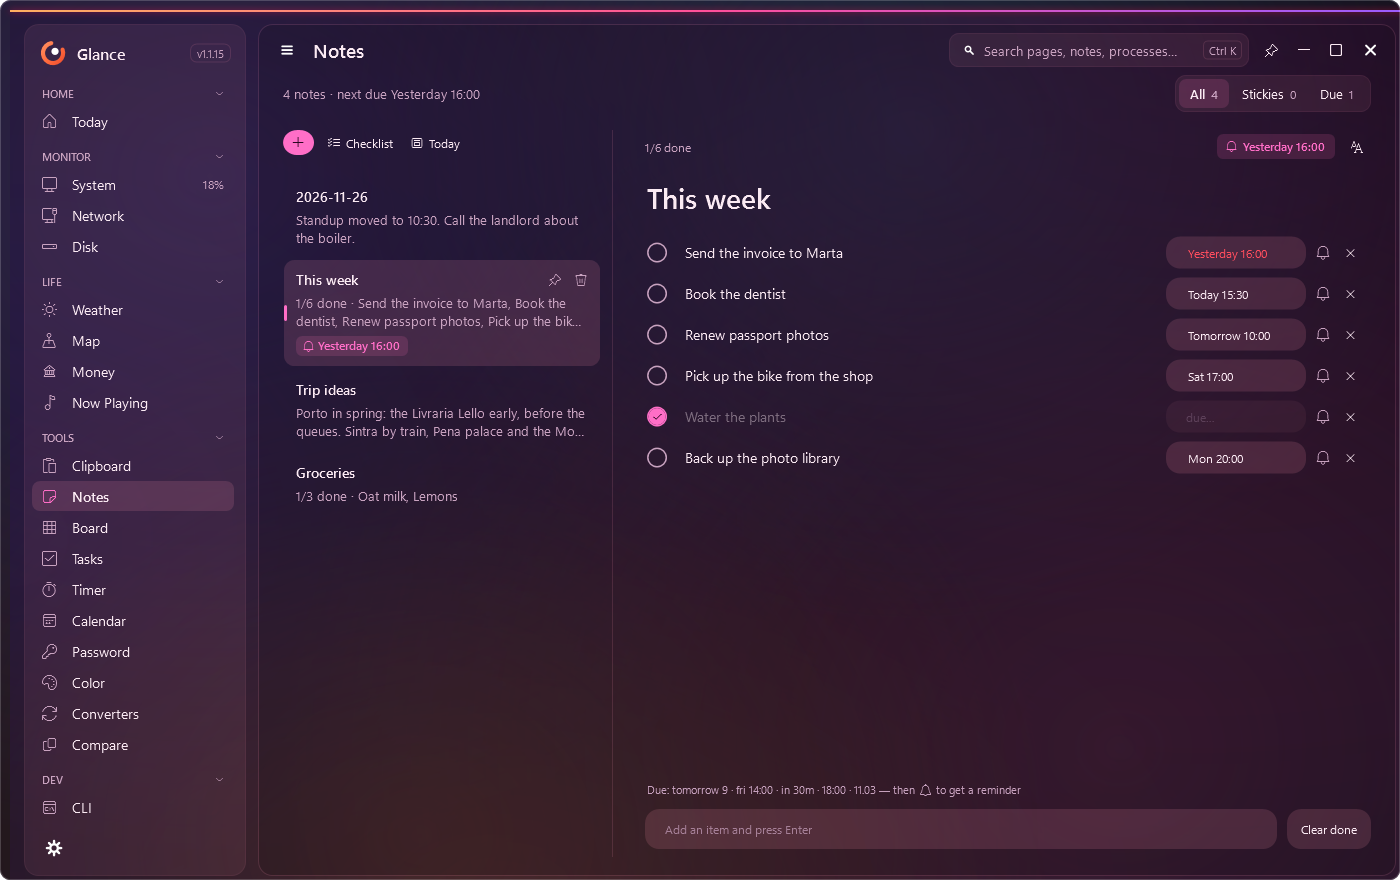 Glance
v1.1.15
HOME
Today
MONITOR
System 18%
Network
Disk
LIFE
Weather
Map
Money
Now Playing
TOOLS
Clipboard
Notes
Board
Tasks
Timer
Calendar
Password
Color
Converters
Compare
DEV
CLI
Notes
Search pages, notes, processes... Ctrl K
4 notes · next due Yesterday 16:00
All 4 Stickies 0 Due 1
+ Checklist Today
2026-11-26
Standup moved to 10:30. Call the landlord about
the boiler.
This week
1/6 done · Send the invoice to Marta, Book the
dentist, Renew passport photos, Pick up the bik...
Yesterday 16:00
Trip ideas
Porto in spring: the Livraria Lello early, before the
queues. Sintra by train, Pena palace and the Mo...
Groceries
1/3 done · Oat milk, Lemons
1/6 done
Yesterday 16:00
This week
Send the invoice to Marta Yesterday 16:00
Book the dentist Today 15:30
Renew passport photos Tomorrow 10:00
Pick up the bike from the shop Sat 17:00
Water the plants due...
Back up the photo library Mon 20:00
Due: tomorrow 9 · fri 14:00 · in 30m · 18:00 · 11.03 — then to get a reminder
Add an item and press Enter
Clear done